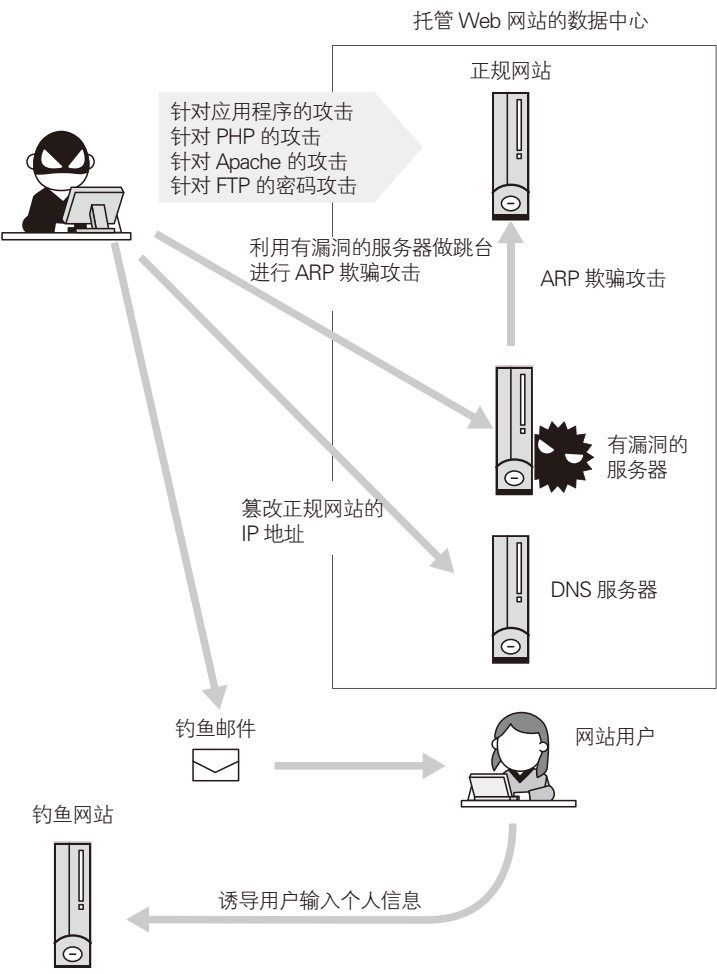 托管 Web 网站的数据中心
正规网站
针对应用程序的攻击
针对 PHP 的攻击
针对 Apache 的攻击
针对 FTP 的密码攻击
利用有漏洞的服务器做跳台
进行 ARP 欺骗攻击
ARP 欺骗攻击
有漏洞的
服务器
篡改正规网站的
IP 地址
DNS 服务器
钓鱼邮件
网站用户
钓鱼网站
诱导用户输入个人信息